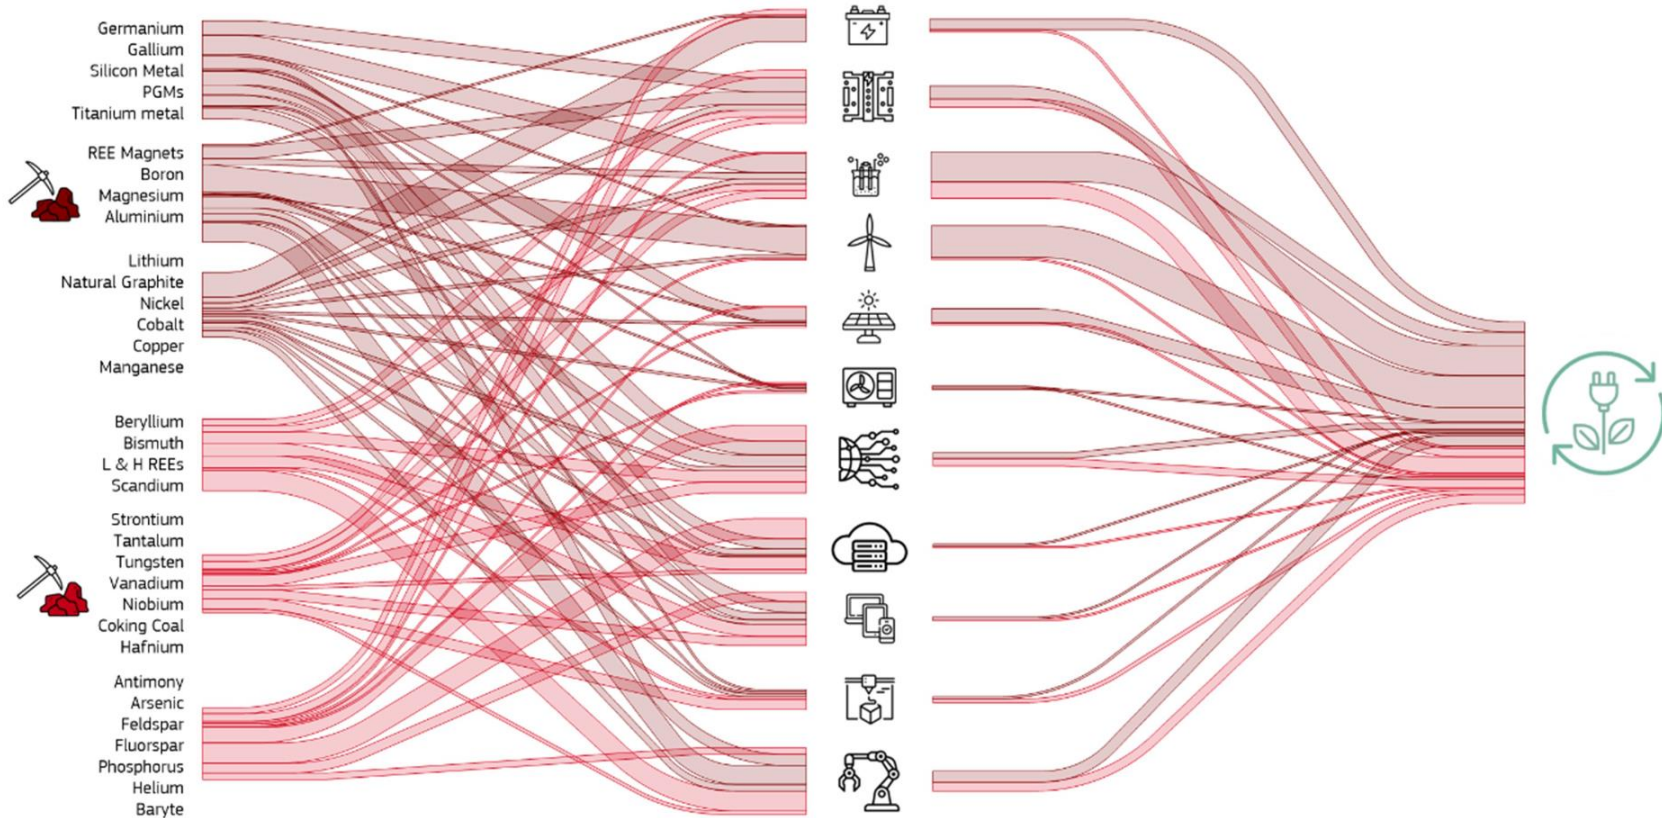 Germanium
Gallium
Silicon Metal
PGMs
Titanium metal
REE Magnets
Boron
Magnesium
Aluminium
Lithium
Natural Graphite
Nickel
Cobalt
Copper
Manganese
Beryllium
Bismuth
L & H REEs
Scandium
Strontium
Tantalum
Tungsten
Vanadium
Niobium
Coking Coal
Hafnium
Antimony
Arsenic
Feldspar
Fluorspar
Phosphorus
Helium
Baryte